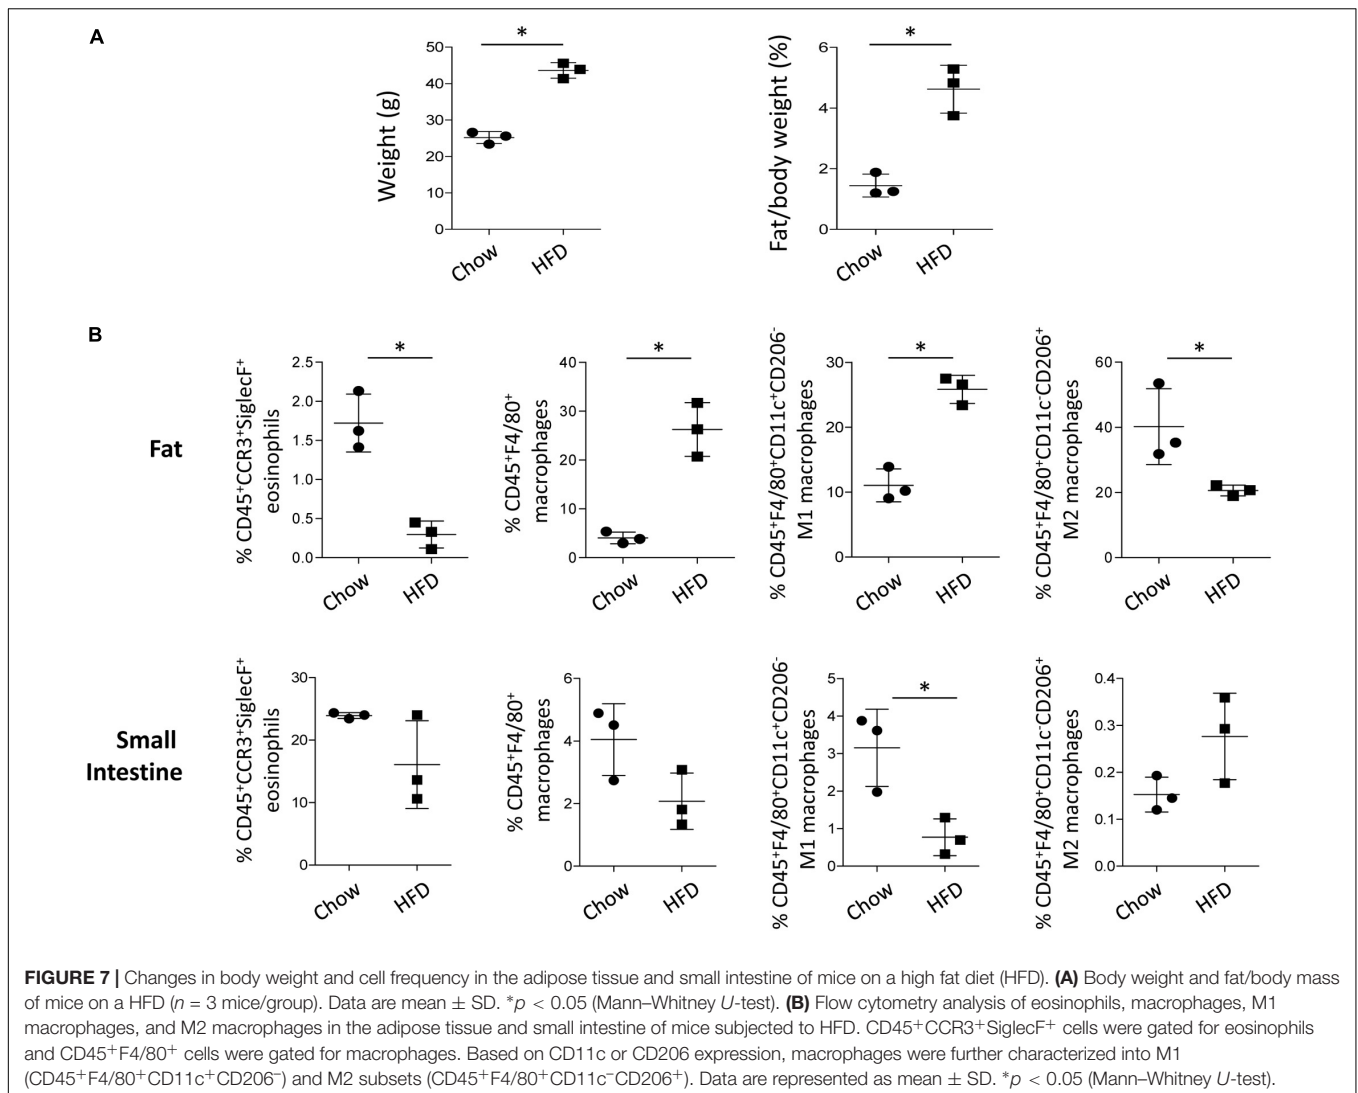 A
*
*
Weight (g)
50
40
30
20
10
0
Chow
HFD
Fat/body weight (%)
6
4
2
0
Chow
HFD
B
Fat
*
% CD45⁺CCR3⁺SiglecF⁺
eosinophils
2.5
2.0
1.5
1.0
0.5
0.0
Chow
HFD
*
% CD45⁺F4/80⁺
macrophages
40
30
20
10
0
Chow
HFD
*
% CD45⁺F4/80⁺CD11c⁺CD206⁻
M1 macrophages
30
20
10
0
Chow
HFD
*
% CD45⁺F4/80⁺CD11c⁻CD206⁺
M2 macrophages
60
40
20
0
Chow
HFD
Small
Intestine
% CD45⁺CCR3⁺SiglecF⁺
eosinophils
30
20
10
0
Chow
HFD
% CD45⁺F4/80⁺
macrophages
6
4
2
0
Chow
HFD
*
% CD45⁺F4/80⁺CD11c⁺CD206⁻
M1 macrophages
5
4
3
2
1
0
Chow
HFD
% CD45⁺F4/80⁺CD11c⁻CD206⁺
M2 macrophages
0.4
0.3
0.2
0.1
0.0
Chow
HFD
FIGURE 7 | Changes in body weight and cell frequency in the adipose tissue and small intestine of mice on a high fat diet (HFD). (A) Body weight and fat/body mass
of mice on a HFD (n = 3 mice/group). Data are mean ± SD. *p < 0.05 (Mann–Whitney U-test). (B) Flow cytometry analysis of eosinophils, macrophages, M1
macrophages, and M2 macrophages in the adipose tissue and small intestine of mice subjected to HFD. CD45⁺CCR3⁺SiglecF⁺ cells were gated for eosinophils
and CD45⁺F4/80⁺ cells were gated for macrophages. Based on CD11c or CD206 expression, macrophages were further characterized into M1
(CD45⁺F4/80⁺CD11c⁺CD206⁻) and M2 subsets (CD45⁺F4/80⁺CD11c⁻CD206⁺). Data are represented as mean ± SD. *p < 0.05 (Mann–Whitney U-test).